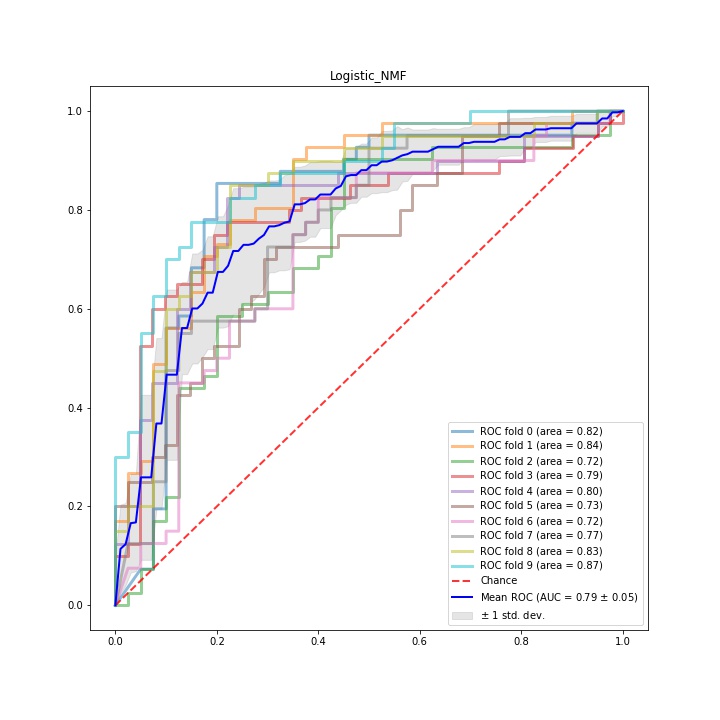 Logistic_NMF
1.0
0.8
0.6
0.4
0.2
0.0
0.0 0.2 0.4 0.6 0.8 1.0
ROC fold 0 (area = 0.82)
ROC fold 1 (area = 0.84)
ROC fold 2 (area = 0.72)
ROC fold 3 (area = 0.79)
ROC fold 4 (area = 0.80)
ROC fold 5 (area = 0.73)
ROC fold 6 (area = 0.72)
ROC fold 7 (area = 0.77)
ROC fold 8 (area = 0.83)
ROC fold 9 (area = 0.87)
Chance
Mean ROC (AUC = 0.79 ± 0.05)
± 1 std. dev.